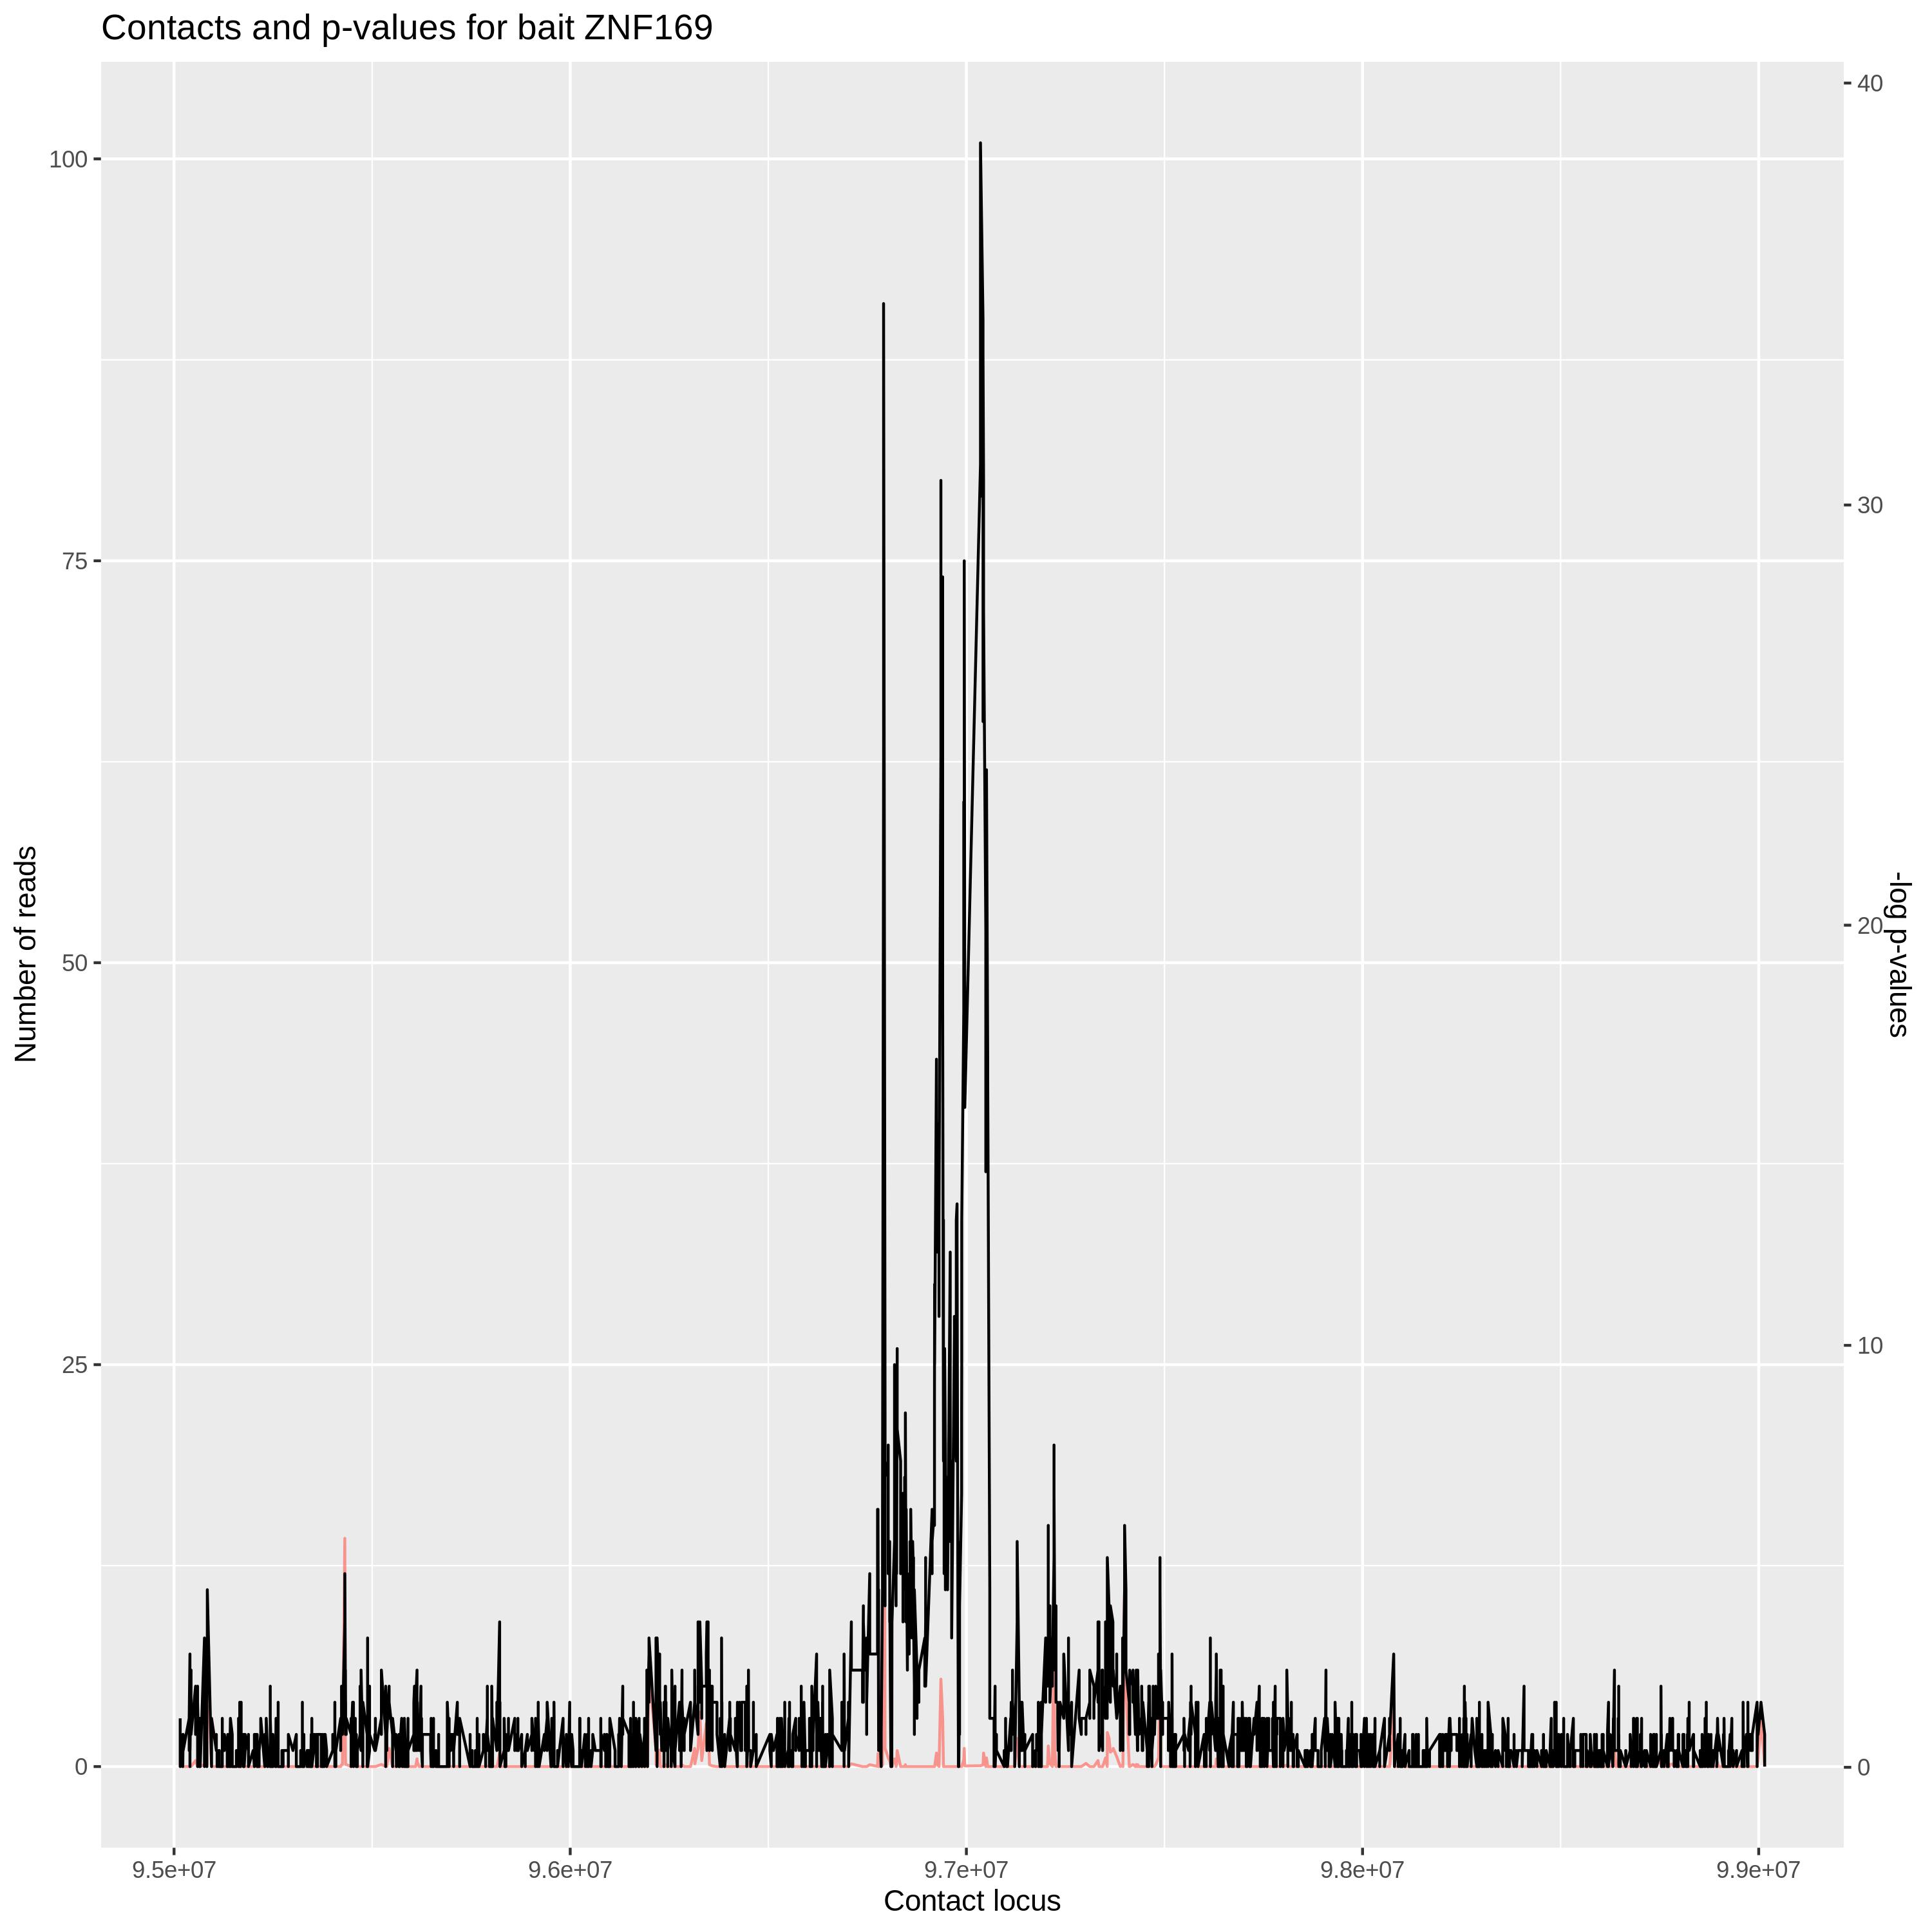 Contacts and p-values for bait ZNF169
Number of reads
100
75
50
25
0
40
30
20
10
0
-log p-values
9.5e+07
9.6e+07
9.7e+07
9.8e+07
9.9e+07
Contact locus